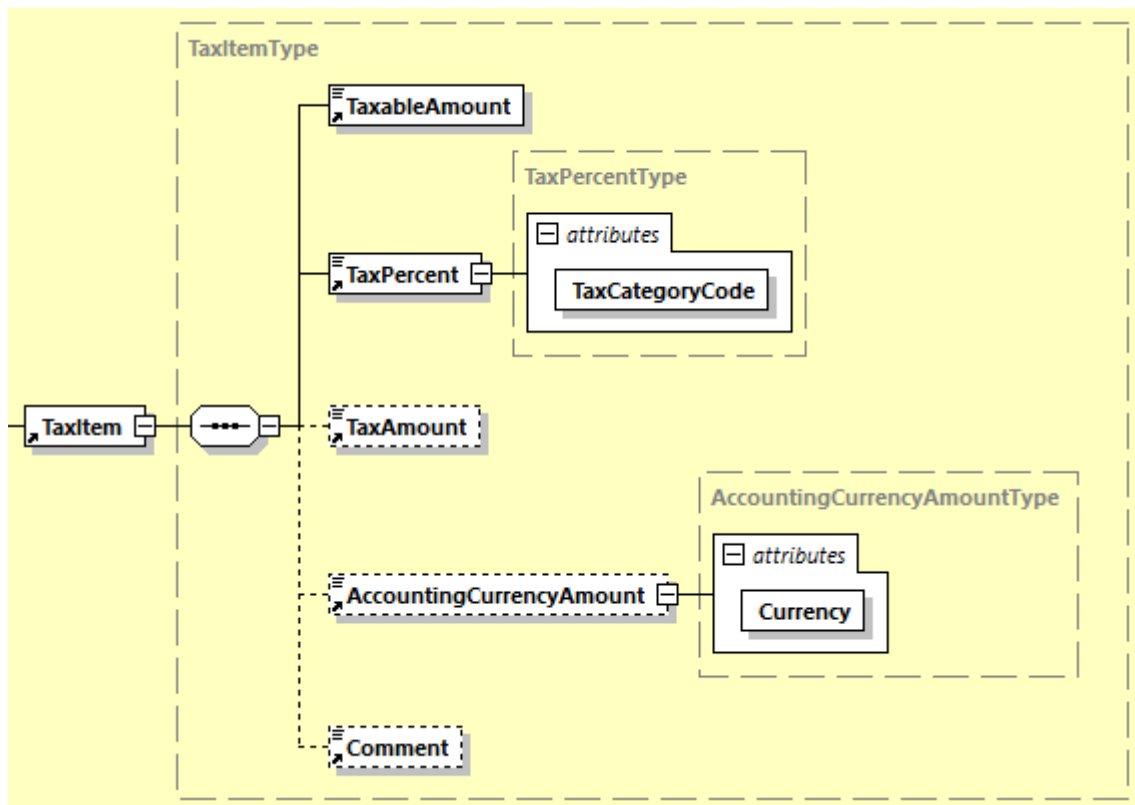 TaxItemType
TaxableAmount
TaxPercentType
attributes
TaxPercent
TaxCategoryCode
TaxItem
TaxAmount
AccountingCurrencyAmountType
attributes
AccountingCurrencyAmount
Currency
Comment